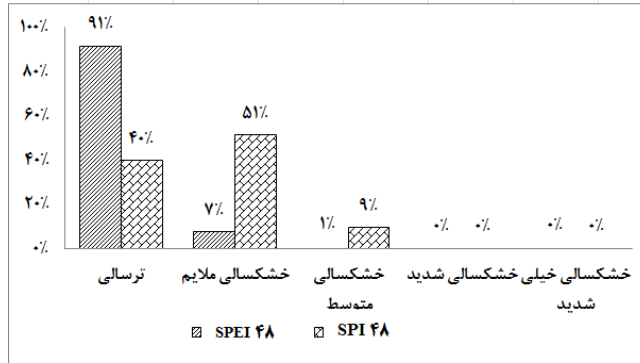 ۱۰۰٪
۸۰٪
۶۰٪
۴۰٪
۲۰٪
۰٪
۹۱٪
۴۰٪
۷٪
۵۱٪
۱٪
۹٪
۰٪
۰٪
۰٪
۰٪
ترسالی
خشکسالی ملایم
خشکسالی متوسط
خشکسالی شدید
خشکسالی خیلی شدید
SPEI ۴۸
SPI ۴۸